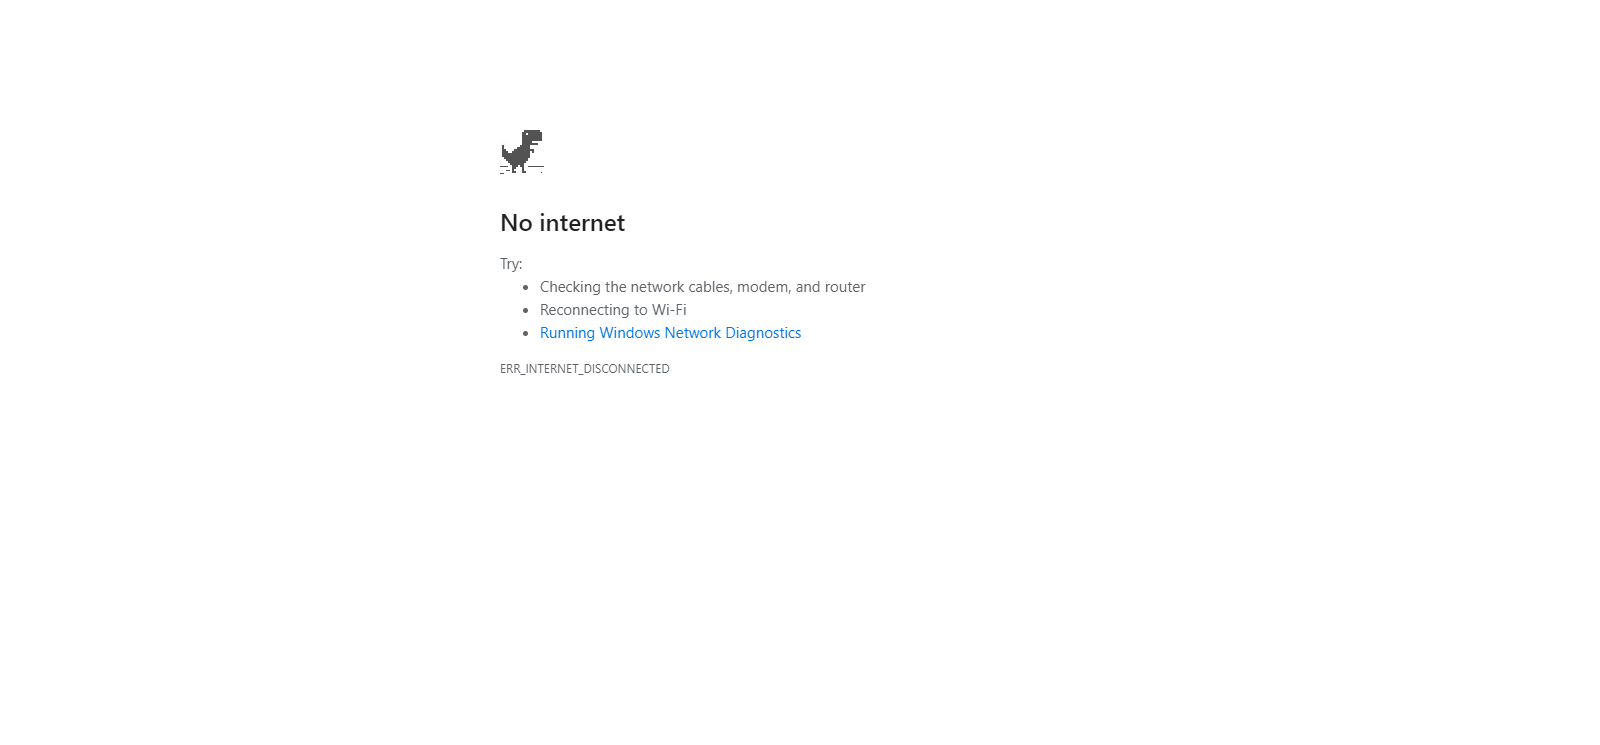 No internet
Try:
Checking the network cables, modem, and router
Reconnecting to Wi-Fi
Running Windows Network Diagnostics
ERR_INTERNET_DISCONNECTED